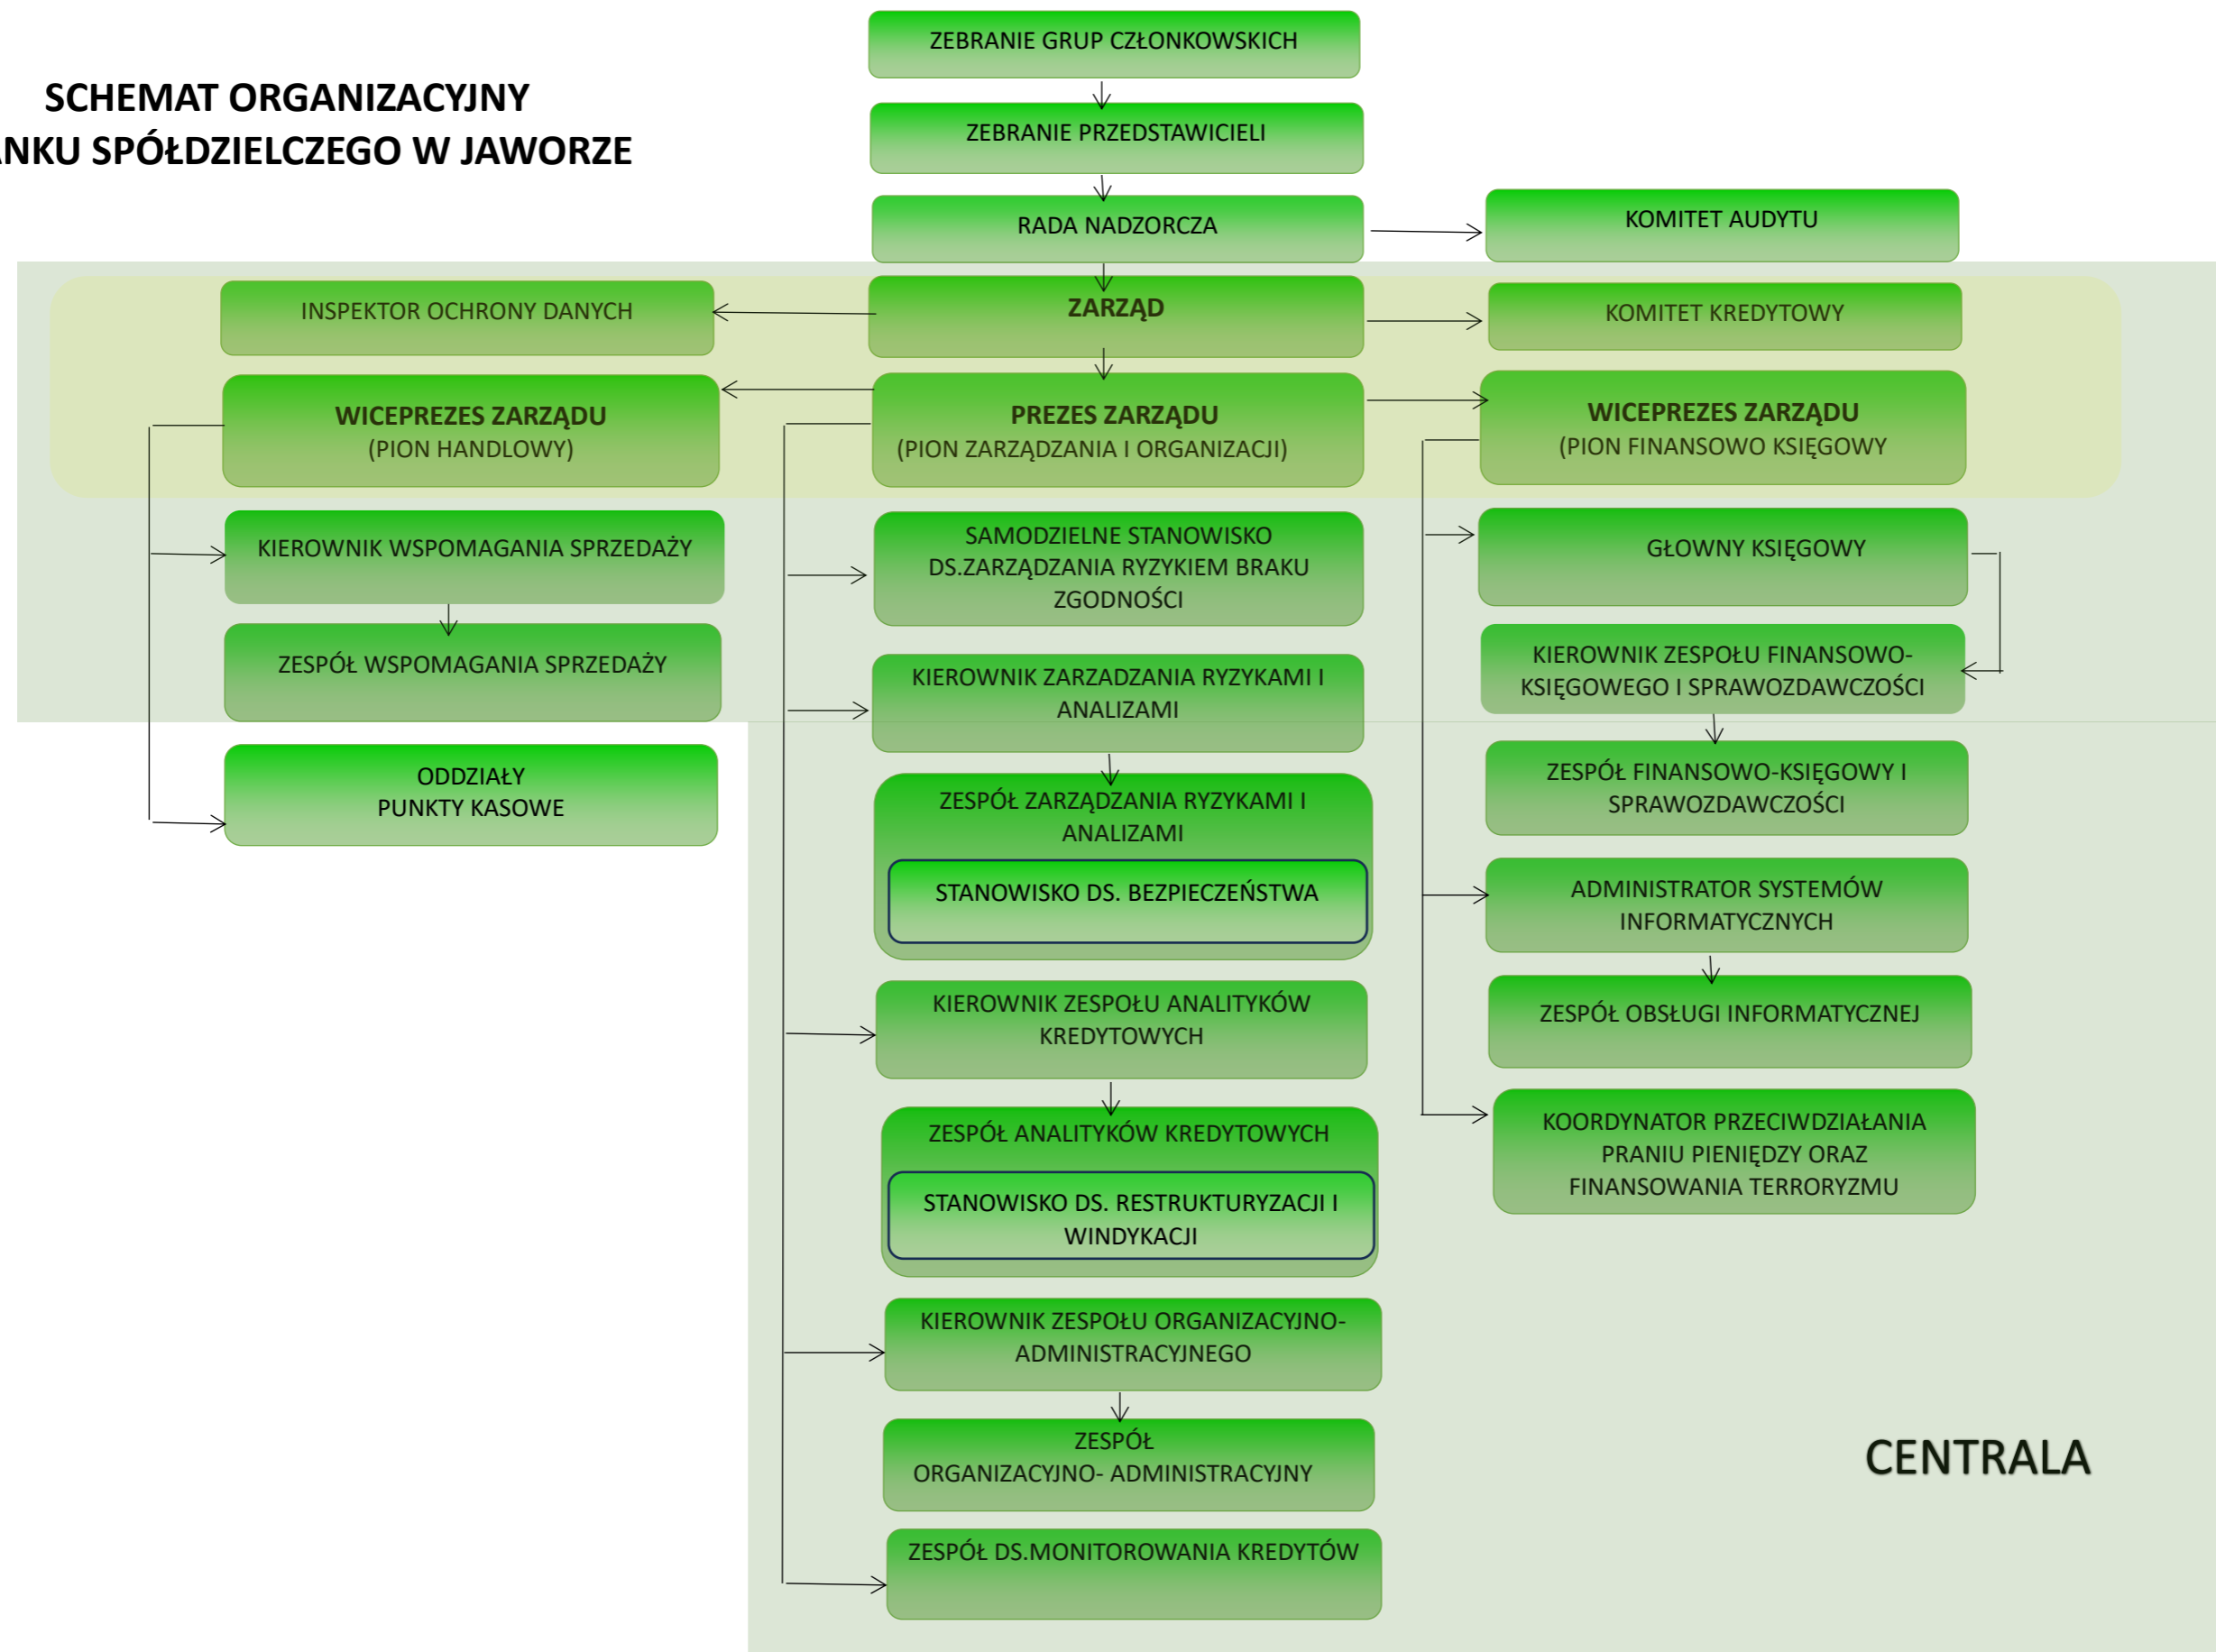 SCHEMAT ORGANIZACYJNY
ANKU SPÓŁDZIELCZEGO W JAWORZE
ZEBRANIE GRUP CZŁONKOWSKICH
ZEBRANIE PRZEDSTAWICIELI
RADA NADZORCZA
KOMITET AUDYTU
INSPEKTOR OCHRONY DANYCH
ZARZĄD
KOMITET KREDYTOWY
WICEPREZES ZARZĄDU
(PION HANDLOWY)
PREZES ZARZĄDU
(PION ZARZĄDZANIA I ORGANIZACJI)
WICEPREZES ZARZĄDU
(PION FINANSOWO KSIĘGOWY
KIEROWNIK WSPOMAGANIA SPRZEDAŻY
ZESPÓŁ WSPOMAGANIA SPRZEDAŻY
ODDZIAŁY
PUNKTY KASOWE
SAMODZIELNE STANOWISKO
DS.ZARZĄDZANIA RYZYKIEM BRAKU
ZGODNOŚCI
KIEROWNIK ZARZADZANIA RYZYKAMI I
ANALIZAMI
ZESPÓŁ ZARZĄDZANIA RYZYKAMI I
ANALIZAMI
STANOWISKO DS. BEZPIECZEŃSTWA
KIEROWNIK ZESPOŁU ANALITYKÓW
KREDYTOWYCH
ZESPÓŁ ANALITYKÓW KREDYTOWYCH
STANOWISKO DS. RESTRUKTURYZACJI I
WINDYKACJI
KIEROWNIK ZESPOŁU ORGANIZACYJNO-
ADMINISTRACYJNEGO
ZESPÓŁ
ORGANIZACYJNO- ADMINISTRACYJNY
ZESPÓŁ DS.MONITOROWANIA KREDYTÓW
GŁOWNY KSIĘGOWY
KIEROWNIK ZESPOŁU FINANSOWO-
KSIĘGOWEGO I SPRAWOZDAWCZOŚCI
ZESPÓŁ FINANSOWO-KSIĘGOWY I
SPRAWOZDAWCZOŚCI
ADMINISTRATOR SYSTEMÓW
INFORMATYCZNYCH
ZESPÓŁ OBSŁUGI INFORMATYCZNEJ
KOORDYNATOR PRZECIWDZIAŁANIA
PRANIU PIENIĘDZY ORAZ
FINANSOWANIA TERRORYZMU
CENTRALA